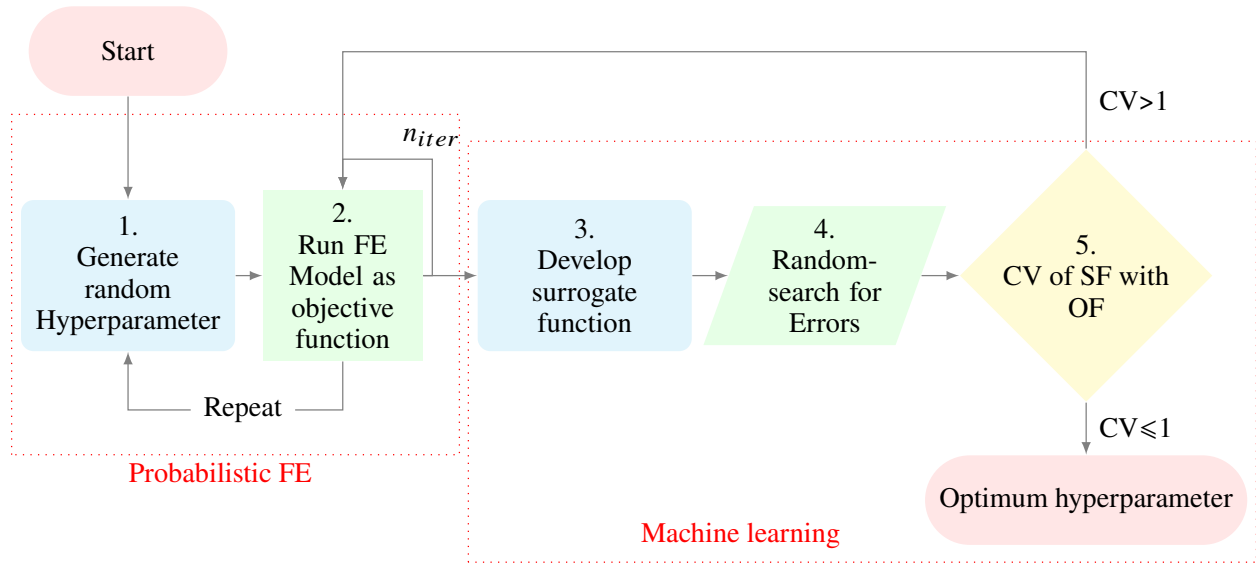 Start
CV>1
n_iter
1.
Generate
random
Hyperparameter
2.
Run FE
Model as
objective
function
3.
Develop
surrogate
function
4.
Random-
search for
Errors
5.
CV of SF with
OF
Repeat
CV⩽1
Probabilistic FE
Optimum hyperparameter
Machine learning